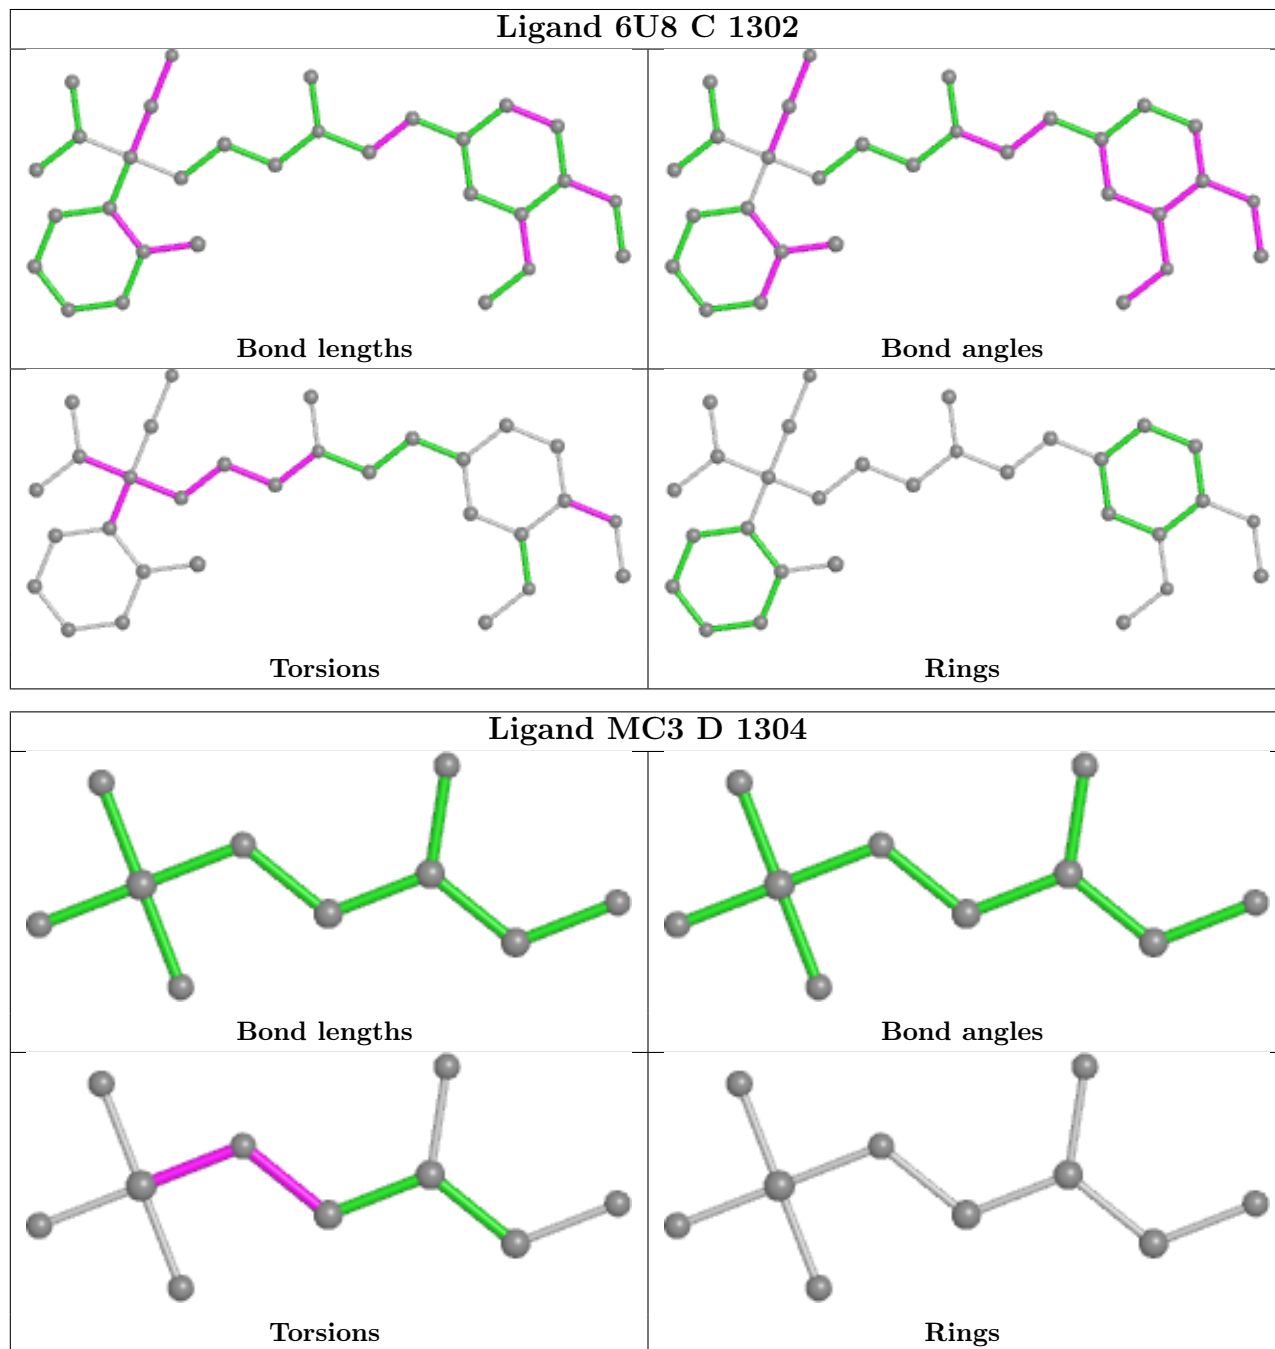 Ligand 6U8 C 1302
Bond lengths
Bond angles
Torsions
Rings
Ligand MC3 D 1304
Bond lengths
Bond angles
Torsions
Rings